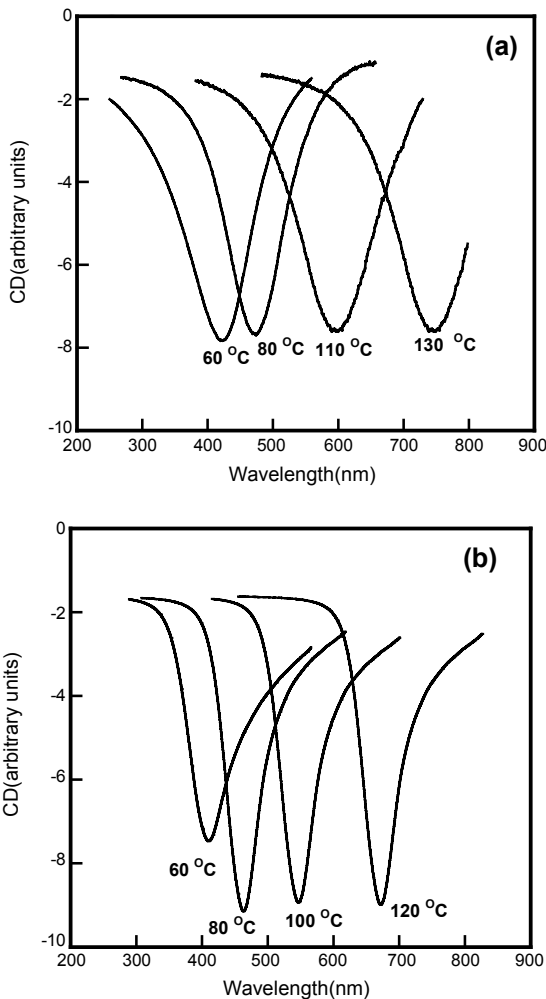 0
(a)
-2
-4
CD(arbitrary units)
-6
60 °C
80 °C
110 °C
130 °C
-8
-10
200 300 400 500 600 700 800 900
Wavelength(nm)
0
(b)
-2
-4
CD(arbitrary units)
-6
-8
60 °C
80 °C
100 °C
120 °C
-10
200 300 400 500 600 700 800 900
Wavelength(nm)